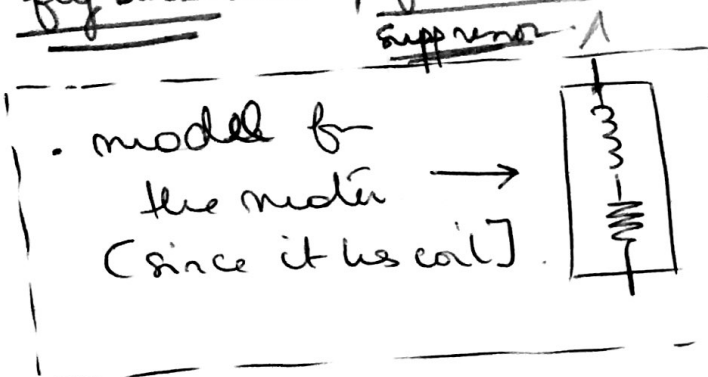 suppressor.
. model for
the motor
(since it has coil].